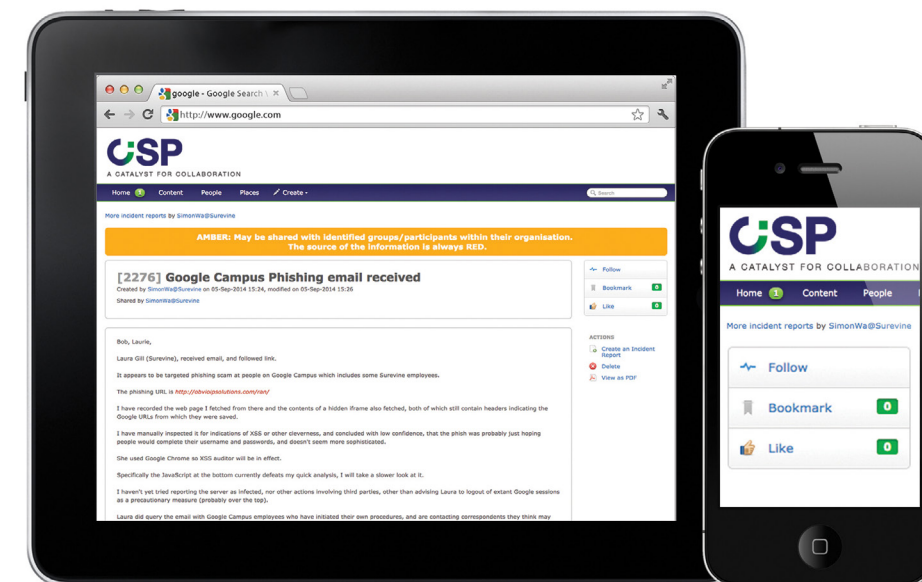 google - Google Search
http://www.google.com
CiSP
A CATALYST FOR COLLABORATION
Home 1 Content People Places Create
Search
More incident reports by SimonWa@Surevine
AMBER: May be shared with identified groups/participants within their organisation.
The source of the information is always RED.
[2276] Google Campus Phishing email received
Created by SimonWa@Surevine on 05-Sep-2014 15:24, modified on 05-Sep-2014 15:26
Shared by SimonWa@Surevine
Follow
Bookmark 0
Like 0
ACTIONS
Create an Incident
Report
Delete
View as PDF
Bob, Laurie,
Laura Gill (Surevine), received email, and followed link.
It appears to be targeted phishing scam at people on Google Campus which includes some Surevine employees.
The phishing URL is http://obviospsolutions.com/ren/
I have recorded the web page I fetched from there and the contents of a hidden iframe also fetched, both of which still contain headers indicating the
Google URLs from which they were saved.
I have manually inspected it for indications of XSS or other cleverness, and concluded with low confidence, that the phish was probably just hoping
people would complete their username and passwords, and doesn't seem more sophisticated.
She used Google Chrome so XSS auditor will be in effect.
Specifically the JavaScript at the bottom currently defeats my quick analysis, I will take a slower look at it.
I haven't yet tried reporting the server as infected, nor other actions involving third parties, other than advising Laura to logout of extant Google sessions
as a precautionary measure (probably over the top).
Laura did query the email with Google Campus employees who have initiated their own procedures, and are contacting correspondents they think may
CiSP
A CATALYST FOR COLLABORATION
Home 1 Content People
More incident reports by SimonWa@Surevine
Follow
Bookmark 0
Like 0